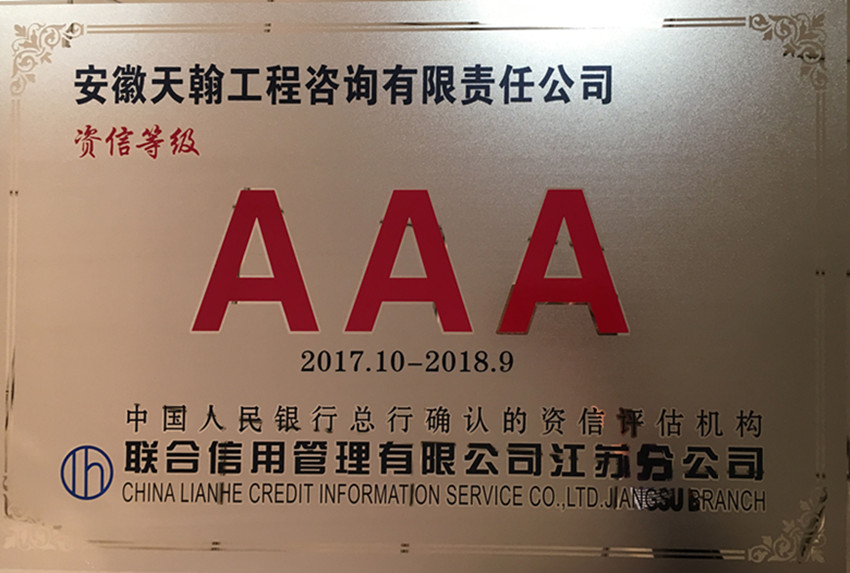 安徽天翰工程咨询有限责任公司
资信等级
AAA
2017.10-2018.9
中国人民银行总行确认的资信评估机构
联合信用管理有限公司江苏分公司
CHINA LIANHE CREDIT INFORMATION SERVICE CO.,LTD.JIANGSU BRANCH